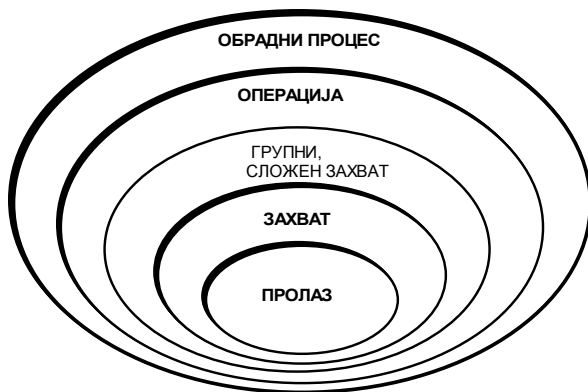 ОБРАДНИ ПРОЦЕС
ОПЕРАЦИЈА
ГРУПНИ,
СЛОЖЕН ЗАХВАТ
ЗАХВАТ
ПРОЛАЗ